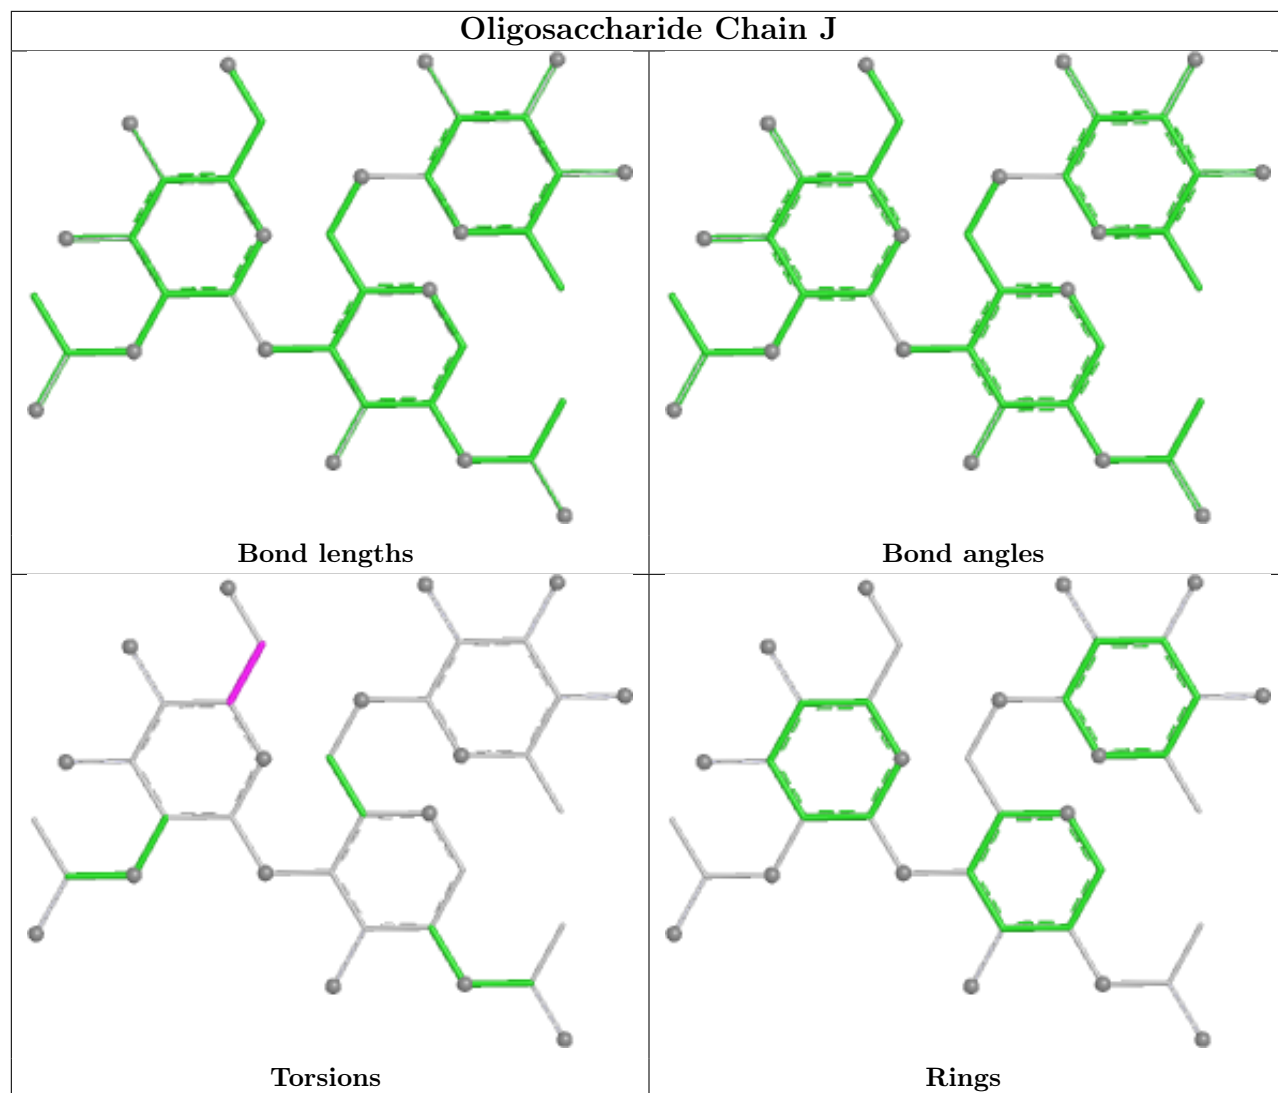 Oligosaccharide Chain J
Bond lengths
Bond angles
Torsions
Rings